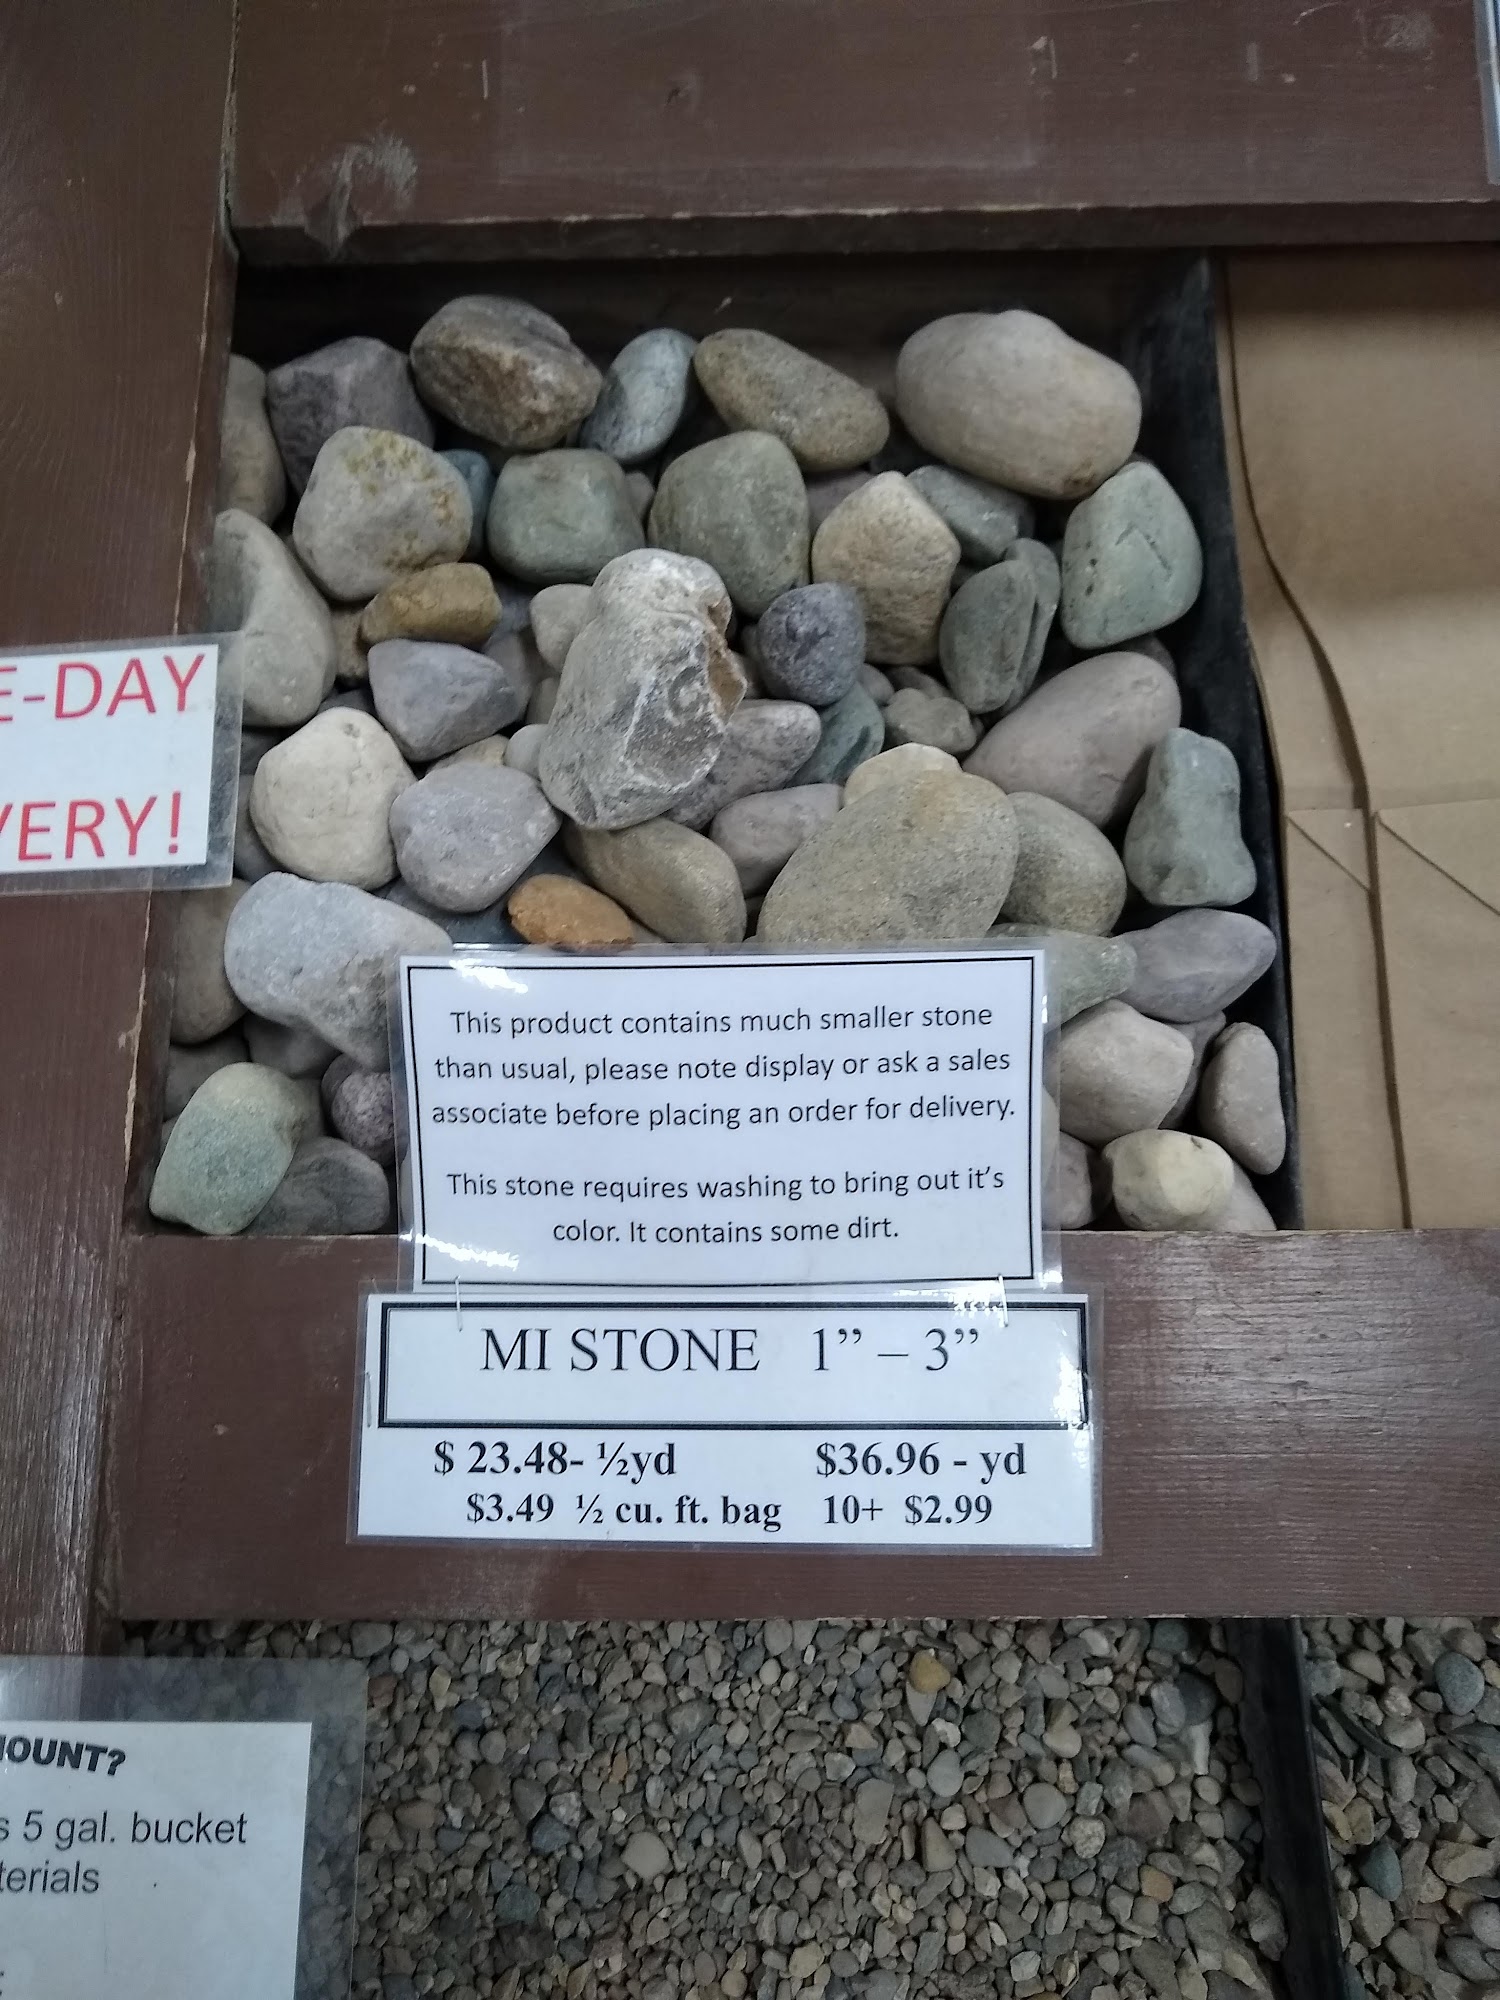 E-DAY
VERY!
This product contains much smaller stone
than usual, please note display or ask a sales
associate before placing an order for delivery.
This stone requires washing to bring out it's
color. It contains some dirt.
MI STONE 1” – 3”
$ 23.48- ½yd $36.96 - yd
$3.49 ½ cu. ft. bag 10+ $2.99
OUNT?
s 5 gal. bucket
terials